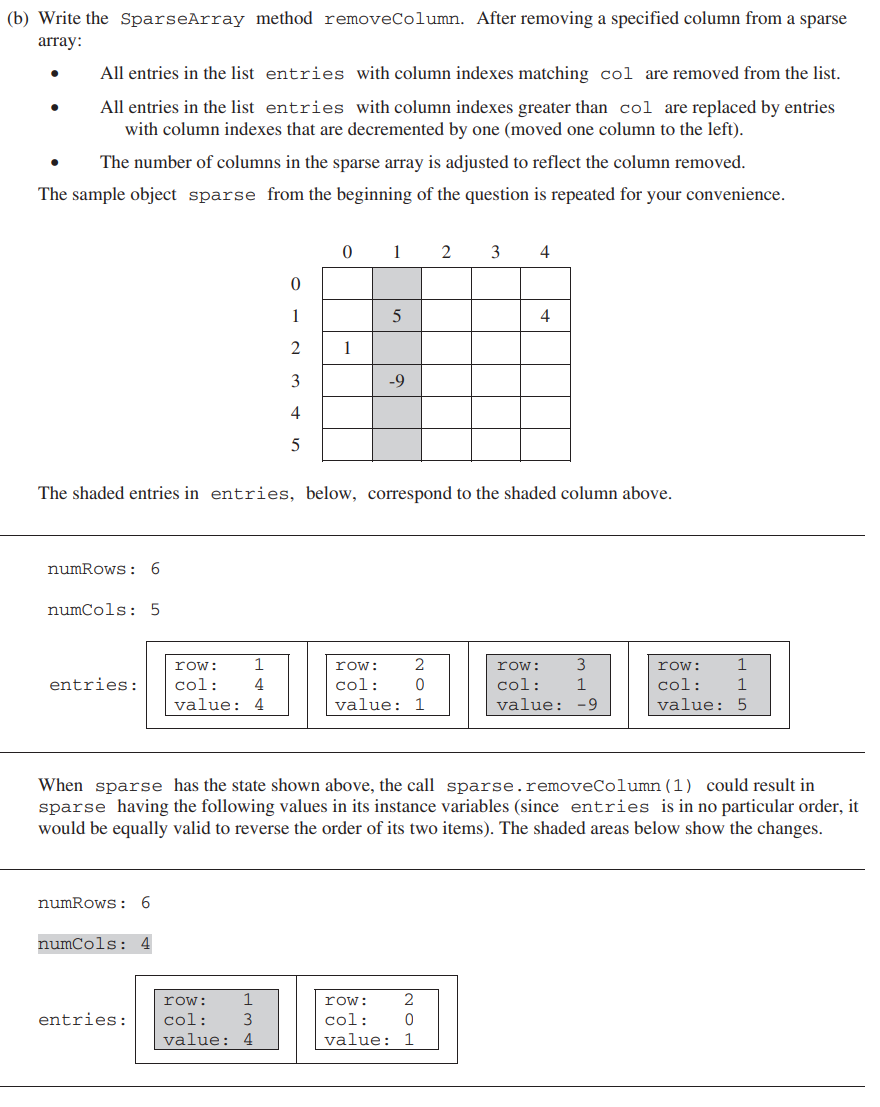 (b) Write the SparseArray method removeColumn. After removing a specified column from a sparse
array:
• All entries in the list entries with column indexes matching col are removed from the list.
• All entries in the list entries with column indexes greater than col are replaced by entries
with column indexes that are decremented by one (moved one column to the left).
• The number of columns in the sparse array is adjusted to reflect the column removed.
The sample object sparse from the beginning of the question is repeated for your convenience.
0 1 2 3 4
0
1 5 4
2 1
3 -9
4
5
The shaded entries in entries, below, correspond to the shaded column above.
numRows: 6
numCols: 5
row: 1 row: 2 row: 3 row: 1
entries: col: 4 col: 0 col: 1 col: 1
value: 4 value: 1 value: -9 value: 5
When sparse has the state shown above, the call sparse.removeColumn(1) could result in
sparse having the following values in its instance variables (since entries is in no particular order, it
would be equally valid to reverse the order of its two items). The shaded areas below show the changes.
numRows: 6
numCols: 4
row: 1 row: 2
entries: col: 3 col: 0
value: 4 value: 1